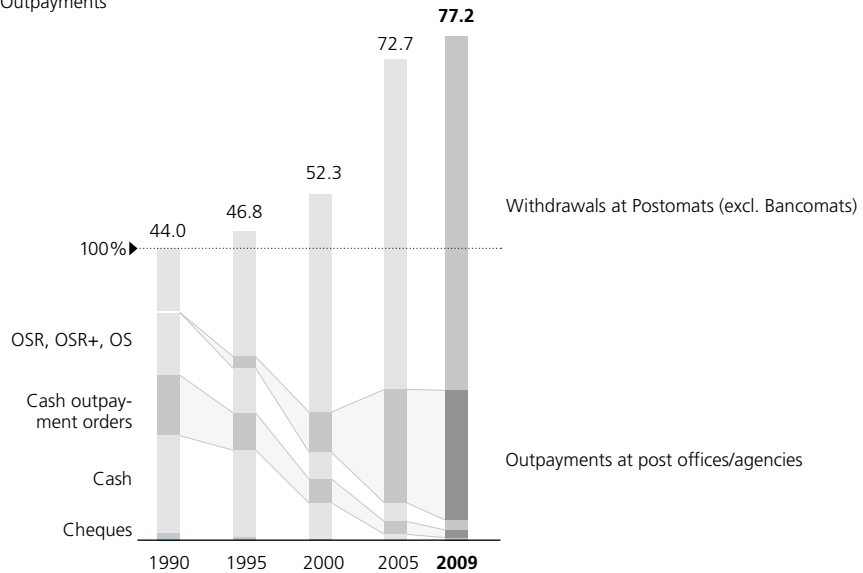 Outpayments
77.2
72.7
52.3
Withdrawals at Postomats (excl. Bancomats)
46.8
44.0
100%
OSR, OSR+, OS
Cash outpay-
ment orders
Outpayments at post offices/agencies
Cash
Cheques
1990 1995 2000 2005 2009